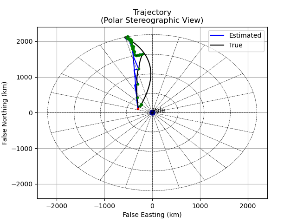 Trajectory
(Polar Stereographic View)
Estimated
True
Pole
2000
1000
0
−1000
−2000
−2000
−1000
0
1000
2000
False Northing (km)
False Easting (km)